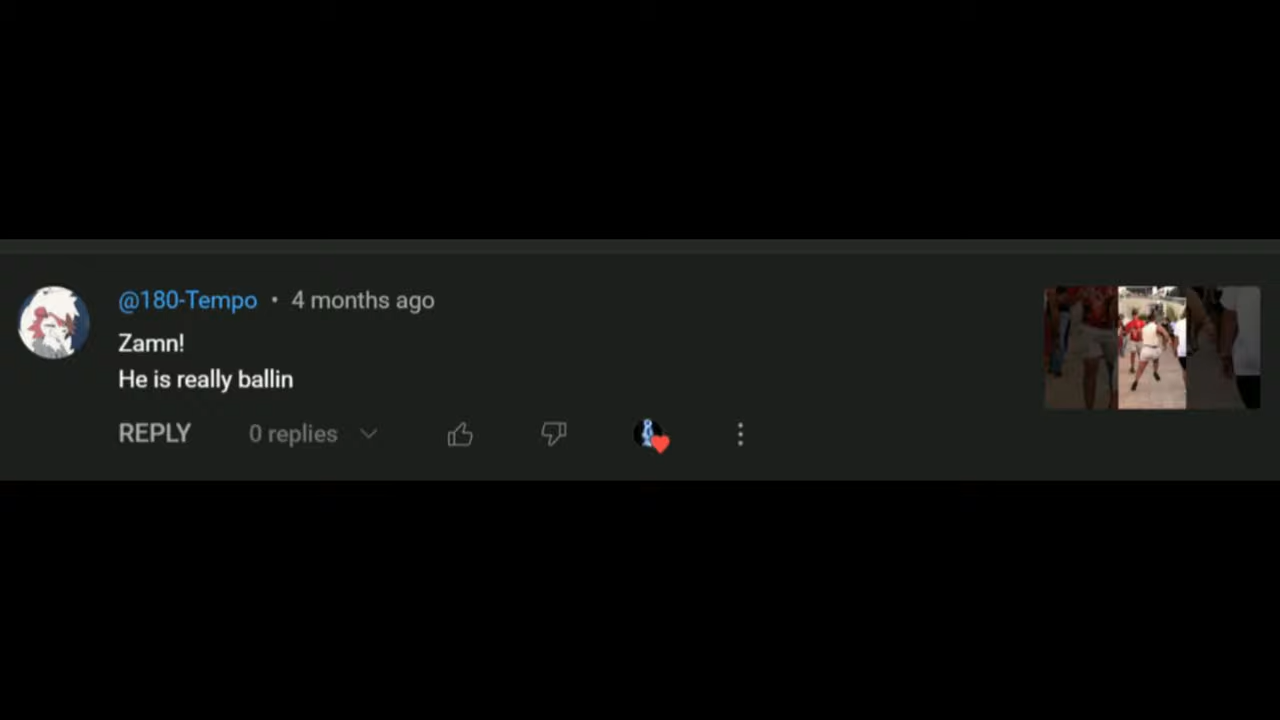 @180-Tempo • 4 months ago
Zamn!
He is really ballin
REPLY 0 replies